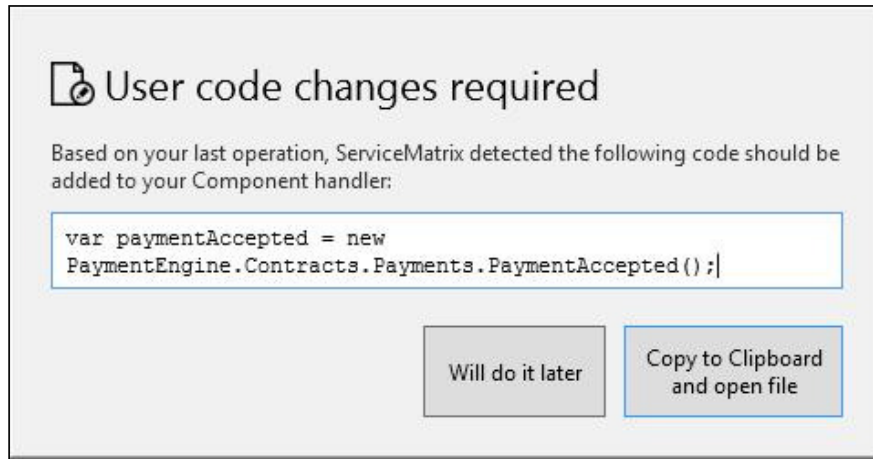 User code changes required
Based on your last operation, ServiceMatrix detected the following code should be
added to your Component handler:
var paymentAccepted = new
PaymentEngine.Contracts.Payments.PaymentAccepted();
Will do it later
Copy to Clipboard
and open file